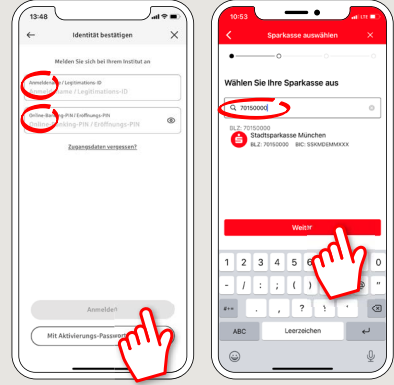 13:48
Identität bestätigen
Melden Sie sich bei Ihrem Institut an
Anmeldename / Legitimations-ID
Anmeldename / Legitimations-ID
Online-Banking-PIN / Eröffnungs-PIN
Online-Banking-PIN / Eröffnungs-PIN
Zugangsdaten vergessen?
Anmelden
Mit Aktivierungs-Passwort
10:53
LTE
Sparkasse auswählen
Wählen Sie Ihre Sparkasse aus
70150000
BLZ: 70150000
Stadtsparkasse München
BLZ: 70150000 BIC: SSKMDEMMXXX
Weiter
1 2 3 4 5 6 0
- / : ; ( ) @ "
#+= . , ? ! '
ABC Leerzeichen